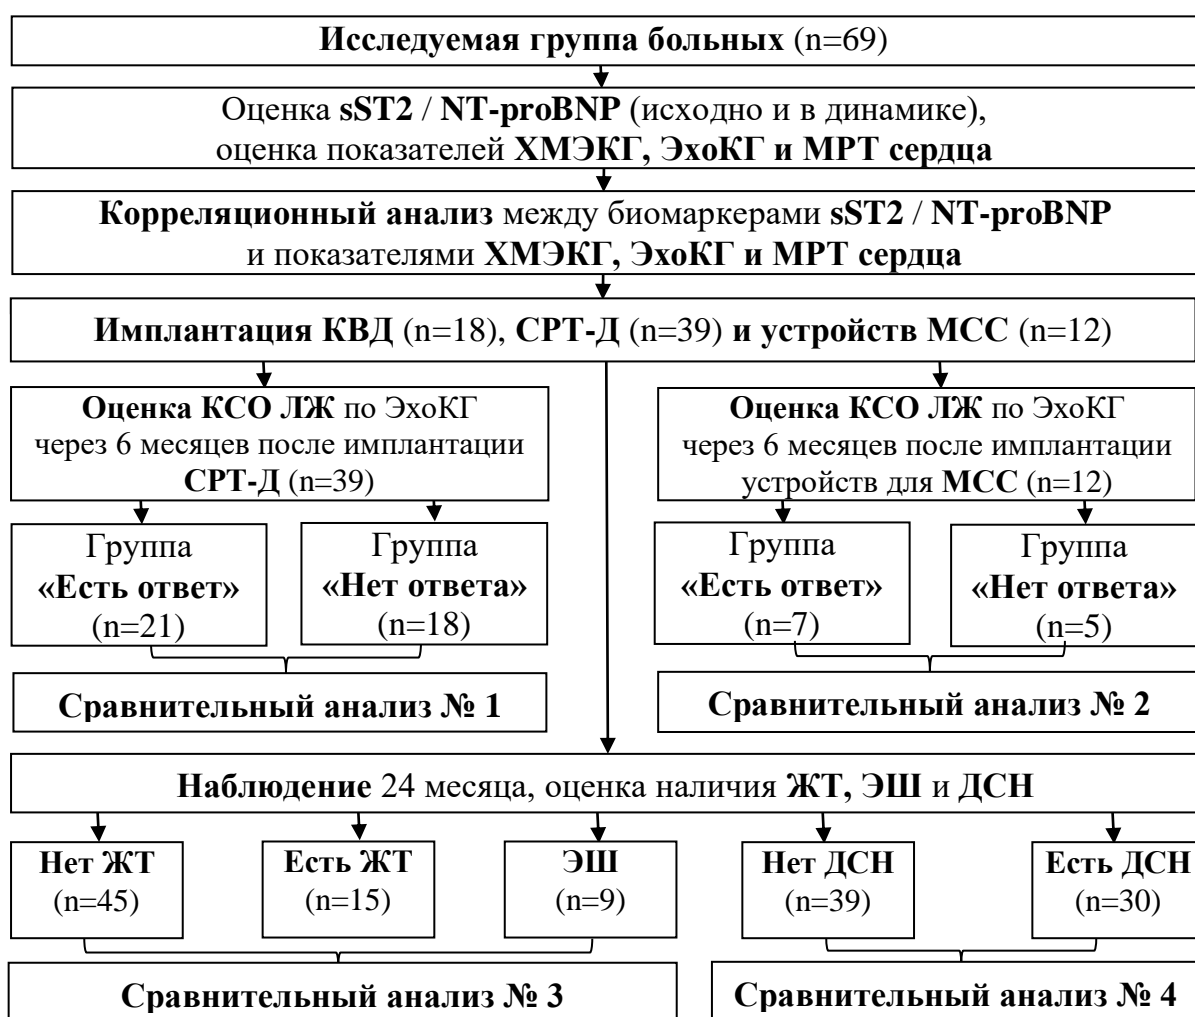 Исследуемая группа больных (n=69)
Оценка sST2 / NT-proBNP (исходно и в динамике),
оценка показателей ХМЭКГ, ЭхоКГ и МРТ сердца
Корреляционный анализ между биомаркерами sST2 / NT-proBNP
и показателями ХМЭКГ, ЭхоКГ и МРТ сердца
Имплантация КВД (n=18), СРТ-Д (n=39) и устройств МСС (n=12)
Оценка КСО ЛЖ по ЭхоКГ
через 6 месяцев после имплантации
СРТ-Д (n=39)
Оценка КСО ЛЖ по ЭхоКГ
через 6 месяцев после имплантации
устройств для МСС (n=12)
Группа
«Есть ответ»
(n=21)
Группа
«Нет ответа»
(n=18)
Группа
«Есть ответ»
(n=7)
Группа
«Нет ответа»
(n=5)
Сравнительный анализ № 1
Сравнительный анализ № 2
Наблюдение 24 месяца, оценка наличия ЖТ, ЭШ и ДСН
Нет ЖТ
(n=45)
Есть ЖТ
(n=15)
ЭШ
(n=9)
Нет ДСН
(n=39)
Есть ДСН
(n=30)
Сравнительный анализ № 3
Сравнительный анализ № 4